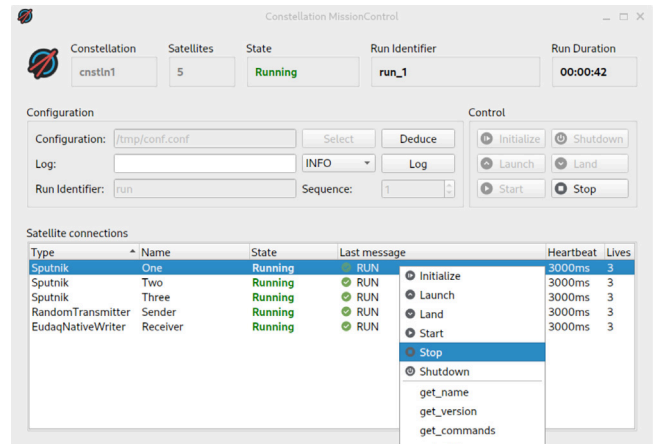 Constellation MissionControl
Constellation Satellites State Run Identifier Run Duration
cnstln1 5 Running run_1 00:00:42
Configuration Control
Configuration: /tmp/conf.conf Select Deduce Initialize Shutdown
Log: INFO Log Launch Land
Run Identifier: run Sequence: 1 Start Stop
Satellite connections
Type Name State Last message Heartbeat Lives
Sputnik One Running RUN 3000ms 3
Sputnik Two Running RUN 3000ms 3
Sputnik Three Running RUN 3000ms 3
RandomTransmitter Sender Running RUN 3000ms 3
EudaqNativeWriter Receiver Running RUN 3000ms 3
Initialize
Launch
Land
Start
Stop
Shutdown
get_name
get_version
get_commands